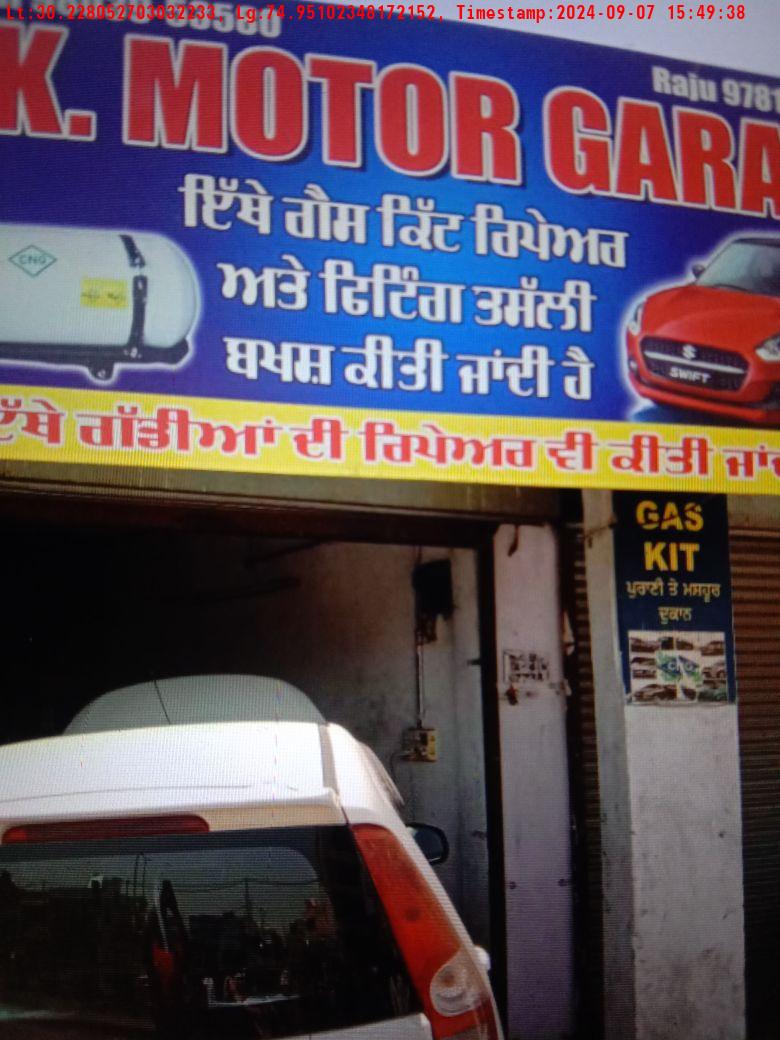 Lt:30.228052703032233, Lg:74.95102348172152, Timestamp:2024-09-07 15:49:38
Raju 9781
K. MOTOR GARA
ਇੱਥੇ ਗੈਸ ਕਿੱਟ ਰਿਪੇਅਰ
ਅਤੇ ਫਿਟਿੰਗ ਤਸੱਲੀ
ਬਖਸ਼ ਕੀਤੀ ਜਾਂਦੀ ਹੈ
CNG
SWIFT
ਇੱਥੇ ਗੱਡੀਆਂ ਦੀ ਰਿਪੇਅਰ ਵੀ ਕੀਤੀ
GAS
KIT
ਪੁਰਾਣੀ ਤੇ ਮਸ਼ਹੂਰ
ਦੁਕਾਨ
CNG